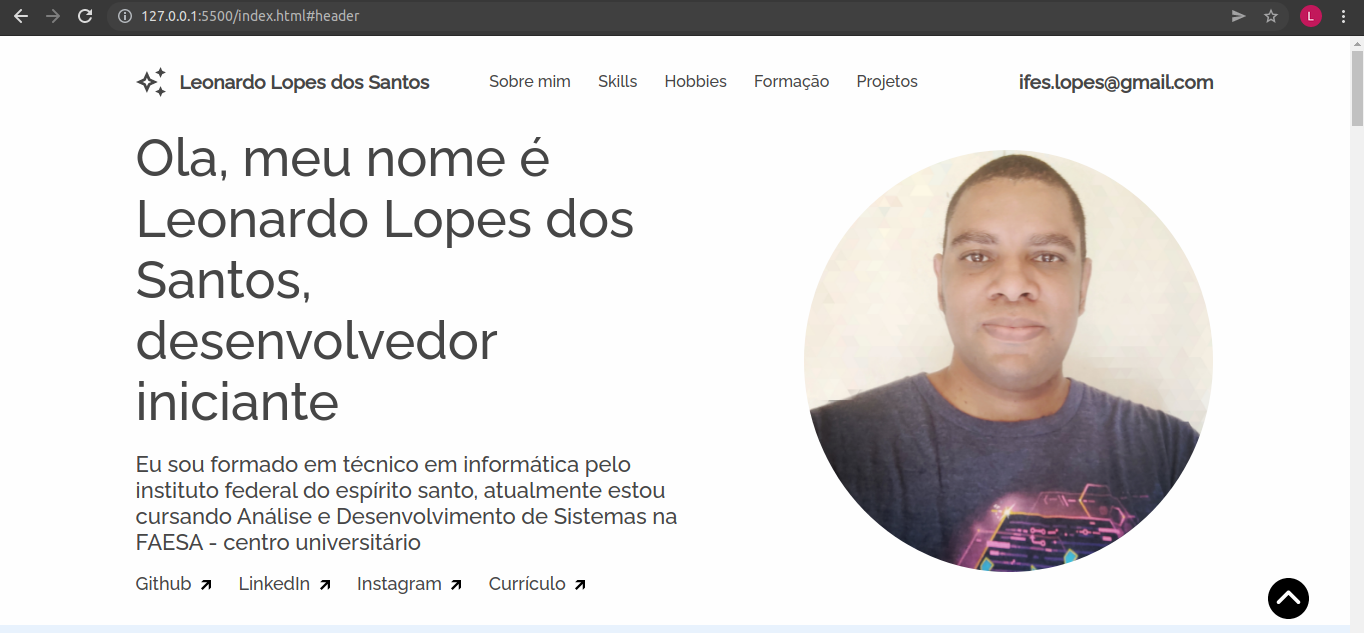 127.0.0.1:5500/index.html#header
L
Leonardo Lopes dos Santos
Sobre mim Skills Hobbies Formação Projetos
ifes.lopes@gmail.com
Ola, meu nome é
Leonardo Lopes dos
Santos,
desenvolvedor
iniciante
Eu sou formado em técnico em informática pelo
instituto federal do espírito santo, atualmente estou
cursando Análise e Desenvolvimento de Sistemas na
FAESA - centro universitário
Github LinkedIn Instagram Currículo